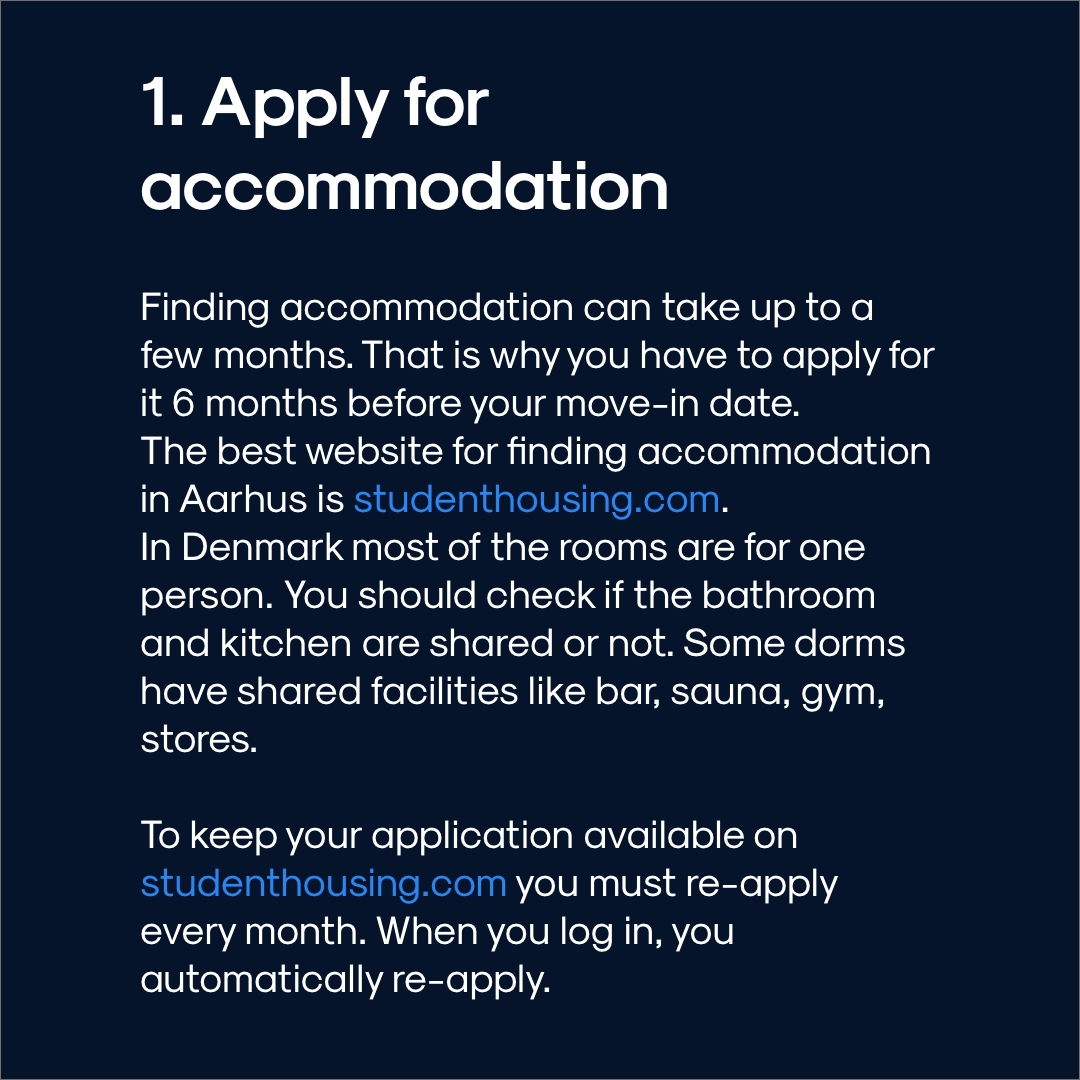 1. Apply for
accommodation
Finding accommodation can take up to a
few months. That is why you have to apply for
it 6 months before your move-in date.
The best website for finding accommodation
in Aarhus is studenthousing.com.
In Denmark most of the rooms are for one
person. You should check if the bathroom
and kitchen are shared or not. Some dorms
have shared facilities like bar, sauna, gym,
stores.
To keep your application available on
studenthousing.com you must re-apply
every month. When you log in, you
automatically re-apply.